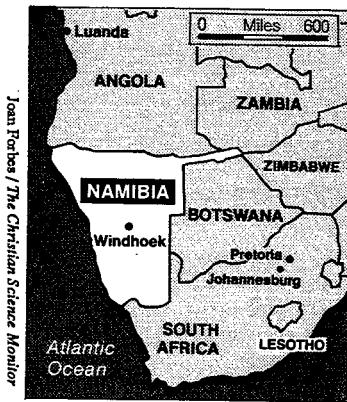 0 Miles 600
Luanda
ANGOLA
ZAMBIA
ZIMBABWE
NAMIBIA
BOTSWANA
Windhoek
Pretoria
Johannesburg
SOUTH
AFRICA
LESOTHO
Atlantic
Ocean
Joan Forbes / The Christian Science Monitor